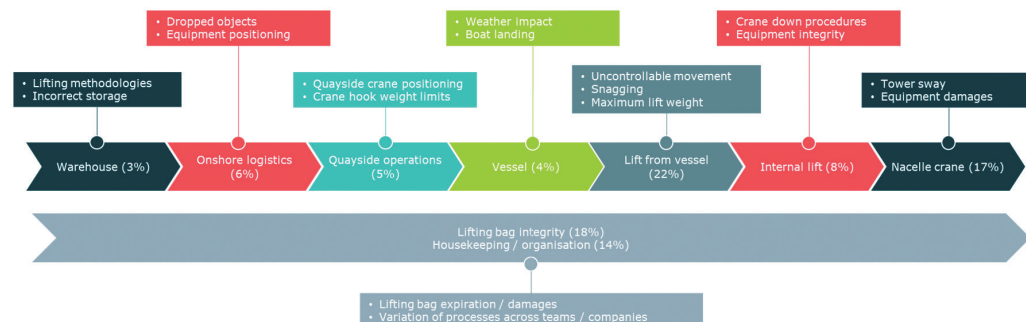 • Dropped objects
• Equipment positioning
• Weather impact
• Boat landing
• Crane down procedures
• Equipment integrity
• Lifting methodologies
• Incorrect storage
• Quayside crane positioning
• Crane hook weight limits
• Uncontrollable movement
• Snagging
• Maximum lift weight
• Tower sway
• Equipment damages
Warehouse (3%)
Onshore logistics
(6%)
Quayside operations
(5%)
Vessel (4%)
Lift from vessel
(22%)
Internal lift (8%)
Nacelle crane (17%)
Lifting bag integrity (18%)
Housekeeping / organisation (14%)
• Lifting bag expiration / damages
• Variation of processes across teams / companies